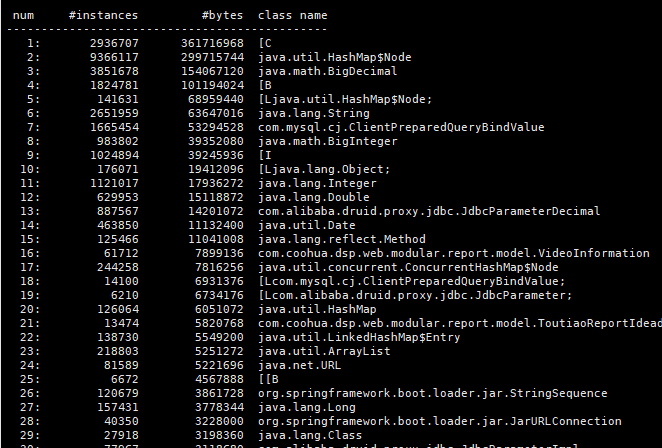 num #instances #bytes class name
----------------------------------------------
1: 2936707 361716968 [C
2: 9366117 299715744 java.util.HashMap$Node
3: 3851678 154067120 java.math.BigDecimal
4: 1824781 101194024 [B
5: 141631 68959440 [Ljava.util.HashMap$Node;
6: 2651959 63647016 java.lang.String
7: 1665454 53294528 com.mysql.cj.ClientPreparedQueryBindValue
8: 983802 39352080 java.math.BigInteger
9: 1024894 39245936 [I
10: 176071 19412096 [Ljava.lang.Object;
11: 1121017 17936272 java.lang.Integer
12: 629953 15118872 java.lang.Double
13: 887567 14201072 com.alibaba.druid.proxy.jdbc.JdbcParameterDecimal
14: 463850 11132400 java.util.Date
15: 125466 11041008 java.lang.reflect.Method
16: 61712 7899136 com.coohua.dsp.web.modular.report.model.VideoInformation
17: 244258 7816256 java.util.concurrent.ConcurrentHashMap$Node
18: 14100 6931376 [Lcom.mysql.cj.ClientPreparedQueryBindValue;
19: 6210 6734176 [Lcom.alibaba.druid.proxy.jdbc.JdbcParameter;
20: 126064 6051072 java.util.HashMap
21: 13474 5820768 com.coohua.dsp.web.modular.report.model.ToutiaoReportIdead
22: 138730 5549200 java.util.LinkedHashMap$Entry
23: 218803 5251272 java.util.ArrayList
24: 81589 5221696 java.net.URL
25: 6672 4567888 [[B
26: 120679 3861728 org.springframework.boot.loader.jar.StringSequence
27: 157431 3778344 java.lang.Long
28: 40350 3228000 org.springframework.boot.loader.jar.JarURLConnection
29: 27918 3198360 java.lang.Class